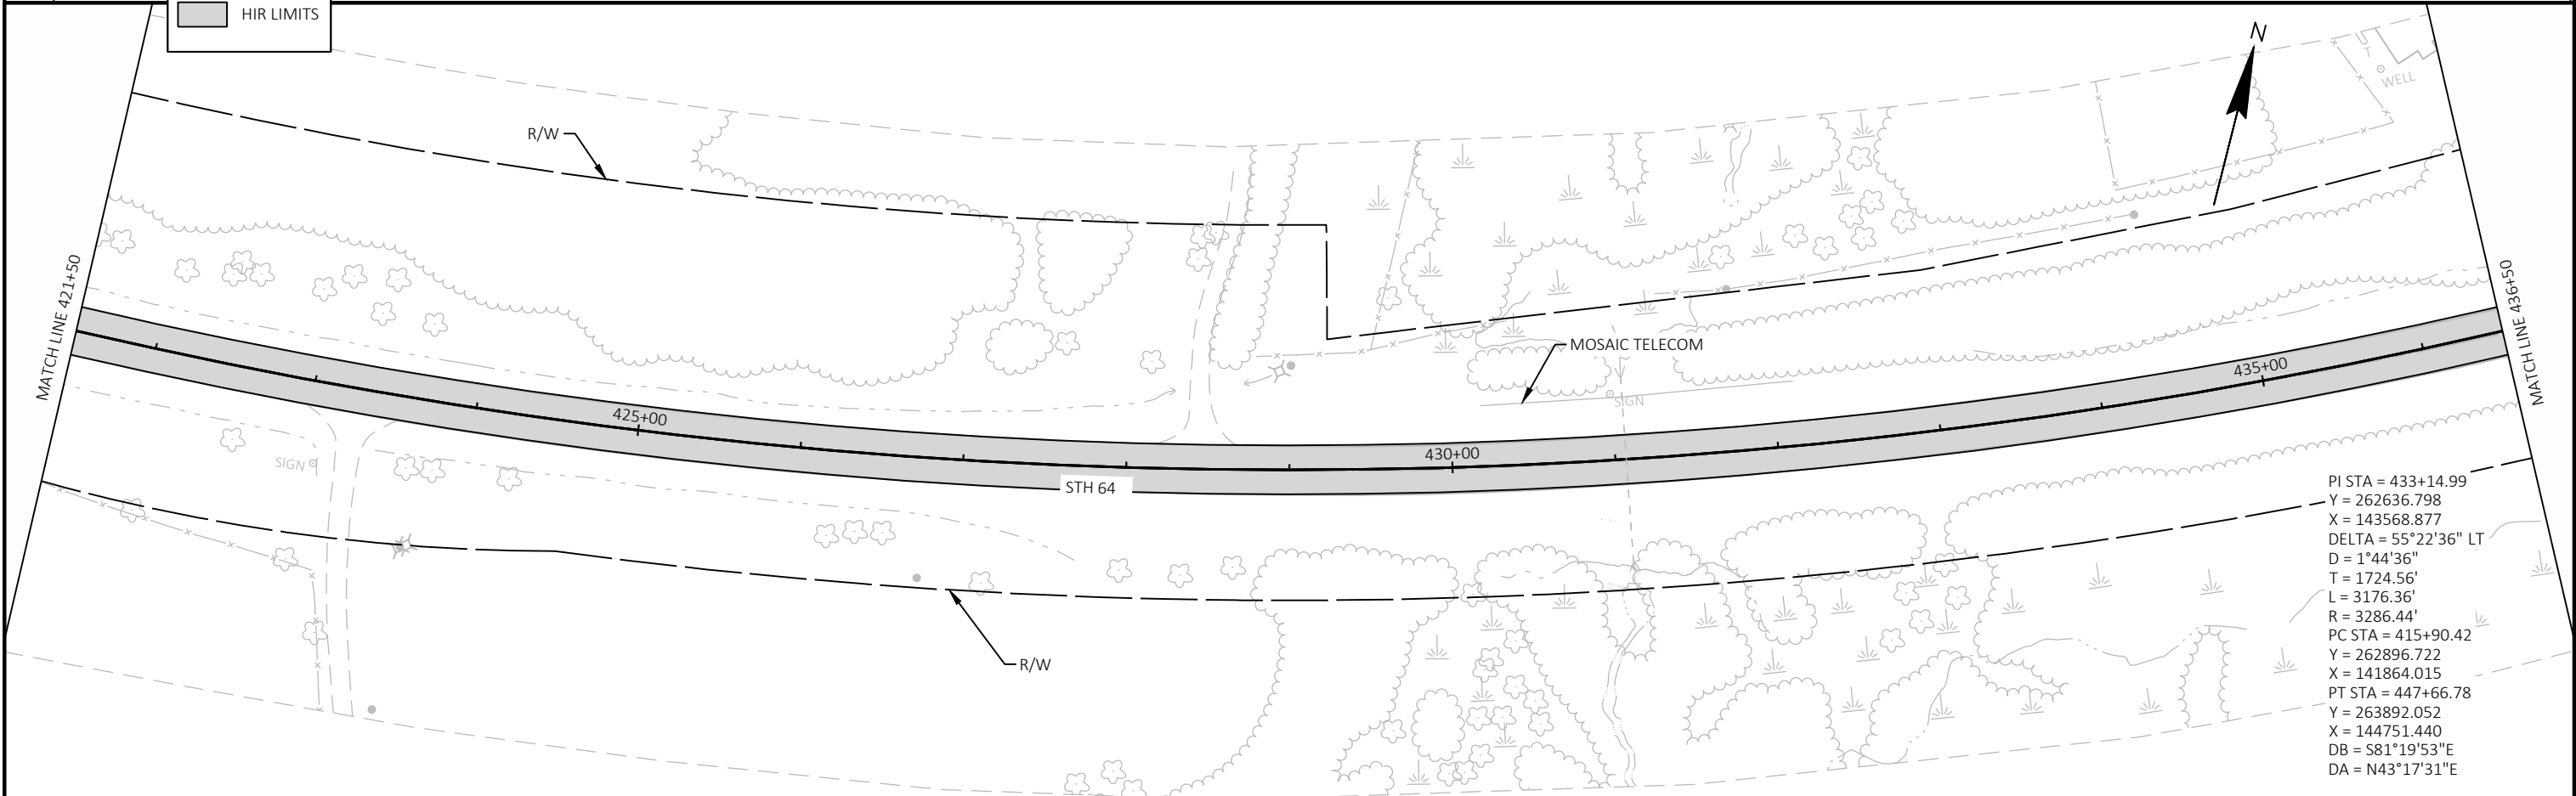 HIR LIMITS
N
U
T
WELL
R/W
MATCH LINE 421+50
MATCH LINE 436+50
MOSAIC TELECOM
435+00
SIGN
425+00
430+00
SIGN
STH 64
R/W
PI STA = 433+14.99
Y = 262636.798
X = 143568.877
DELTA = 55°22'36" LT
D = 1°44'36"
T = 1724.56'
L = 3176.36'
R = 3286.44'
PC STA = 415+90.42
Y = 262896.722
X = 141864.015
PT STA = 447+66.78
Y = 263892.052
X = 144751.440
DB = S81°19'53"E
DA = N43°17'31"E